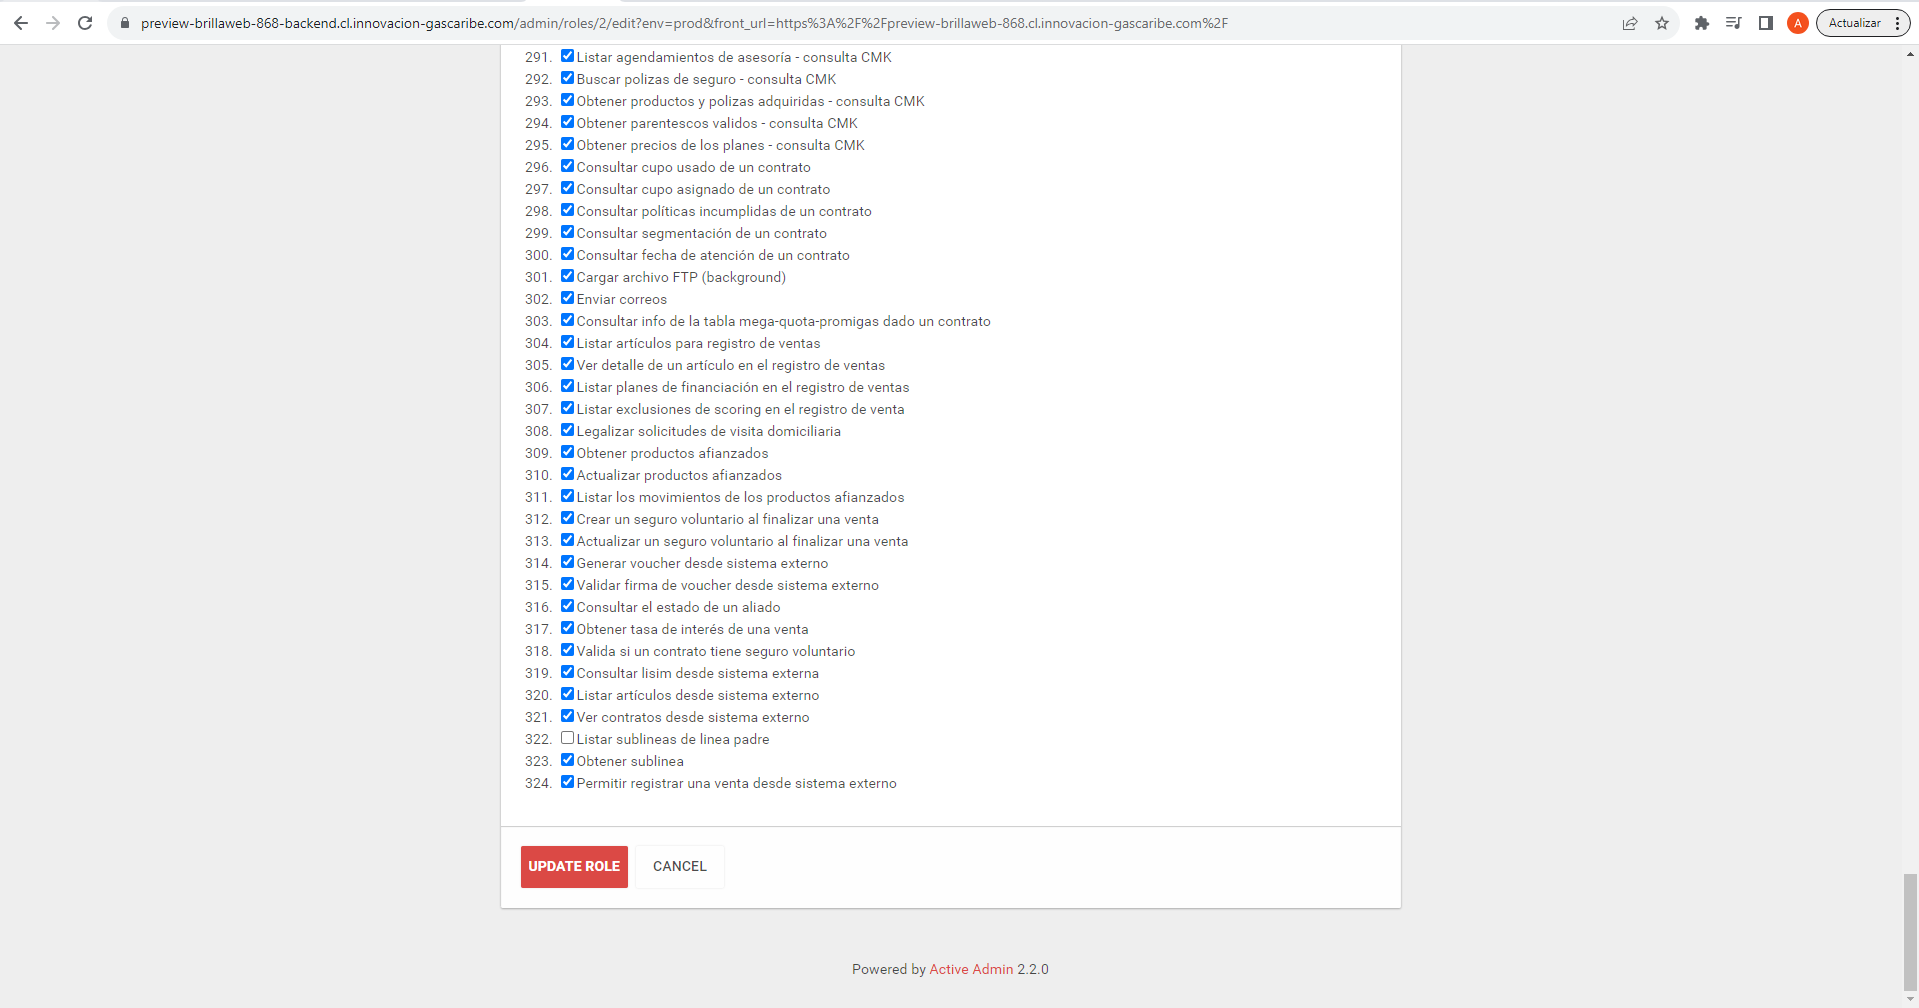 preview-brillaweb-868-backend.cl.innovacion-gascaribe.com/admin/roles/2/edit?env=prod&front_url=https%3A%2F%2Fpreview-brillaweb-868.cl.innovacion-gascaribe.com%2F
A
Actualizar
291. Listar agendamientos de asesoría - consulta CMK
292. Buscar polizas de seguro - consulta CMK
293. Obtener productos y polizas adquiridas - consulta CMK
294. Obtener parentescos validos - consulta CMK
295. Obtener precios de los planes - consulta CMK
296. Consultar cupo usado de un contrato
297. Consultar cupo asignado de un contrato
298. Consultar políticas incumplidas de un contrato
299. Consultar segmentación de un contrato
300. Consultar fecha de atención de un contrato
301. Cargar archivo FTP (background)
302. Enviar correos
303. Consultar info de la tabla mega-quota-promigas dado un contrato
304. Listar artículos para registro de ventas
305. Ver detalle de un artículo en el registro de ventas
306. Listar planes de financiación en el registro de ventas
307. Listar exclusiones de scoring en el registro de venta
308. Legalizar solicitudes de visita domiciliaria
309. Obtener productos afianzados
310. Actualizar productos afianzados
311. Listar los movimientos de los productos afianzados
312. Crear un seguro voluntario al finalizar una venta
313. Actualizar un seguro voluntario al finalizar una venta
314. Generar voucher desde sistema externo
315. Validar firma de voucher desde sistema externo
316. Consultar el estado de un aliado
317. Obtener tasa de interés de una venta
318. Valida si un contrato tiene seguro voluntario
319. Consultar lisim desde sistema externa
320. Listar artículos desde sistema externo
321. Ver contratos desde sistema externo
322. Listar sublineas de linea padre
323. Obtener sublinea
324. Permitir registrar una venta desde sistema externo
UPDATE ROLE
CANCEL
Powered by Active Admin 2.2.0